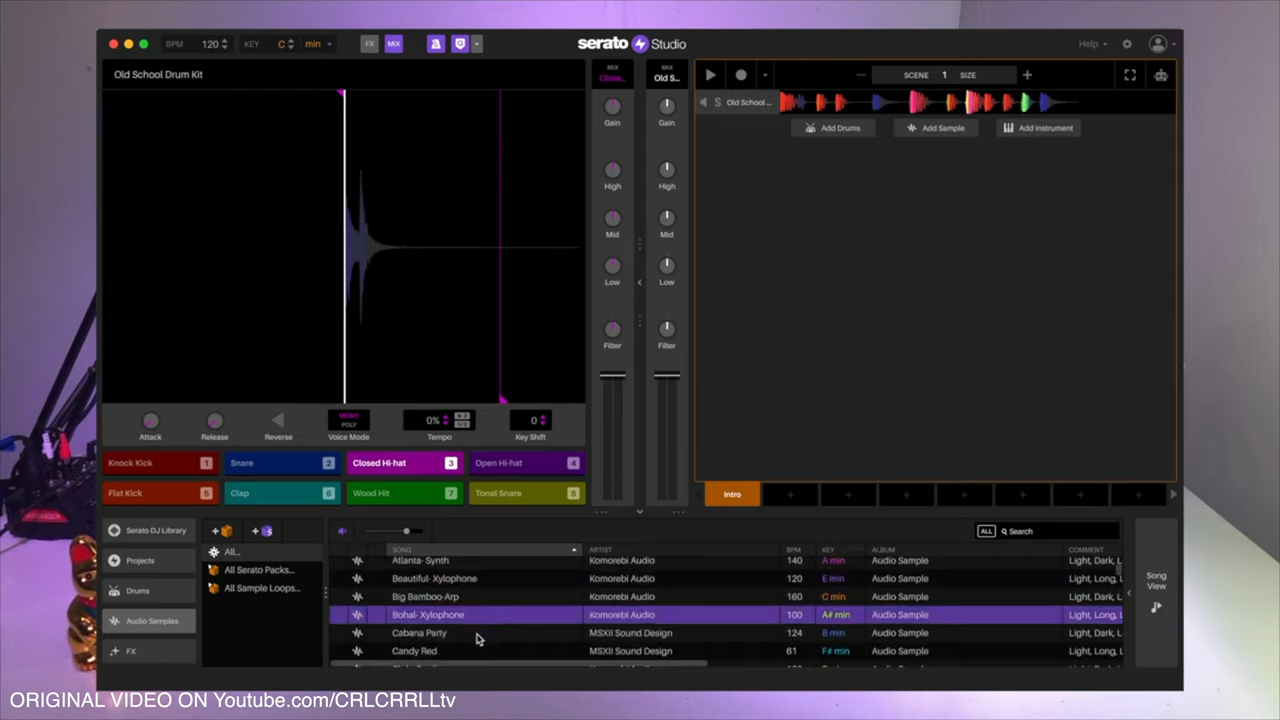 BPM 120 KEY C min FX MIX serato Studio Help
Old School Drum Kit
MIX
Close...
MIX
Old S...
SCENE 1 SIZE
S Old School ...
Add Drums Add Sample Add Instrument
Gain Gain
High High
Mid Mid
Low Low
Filter Filter
MONO
POLY
0%
X 2
1/2
0
Attack Release Reverse Voice Mode Tempo Key Shift
Knock Kick 1 Snare 2 Closed Hi-hat 3 Open Hi-hat 4
Flat Kick 5 Clap 6 Wood Hit 7 Tonal Snare 8
Intro + + + + + + + +
Serato DJ Library
Projects
Drums
Audio Samples
FX
All...
All Serato Packs...
All Sample Loops...
ALL Search
SONG ARTIST BPM KEY ALBUM COMMENT
Atlanta- Synth Komorebi Audio 140 A min Audio Sample Light, Dark, L
Beautiful- Xylophone Komorebi Audio 120 E min Audio Sample Light, Dark, L
Big Bamboo-Arp Komorebi Audio 160 C min Audio Sample Light, Dark, L
Bohal- Xylophone Komorebi Audio 100 A# min Audio Sample Light, Long, L
Cabana Party MSXII Sound Design 124 B min Audio Sample Light, Dark, L
Candy Red MSXII Sound Design 61 F# min Audio Sample Light, Long,
Song
View
ORIGINAL VIDEO ON Youtube.com/CRLCRRLLtv